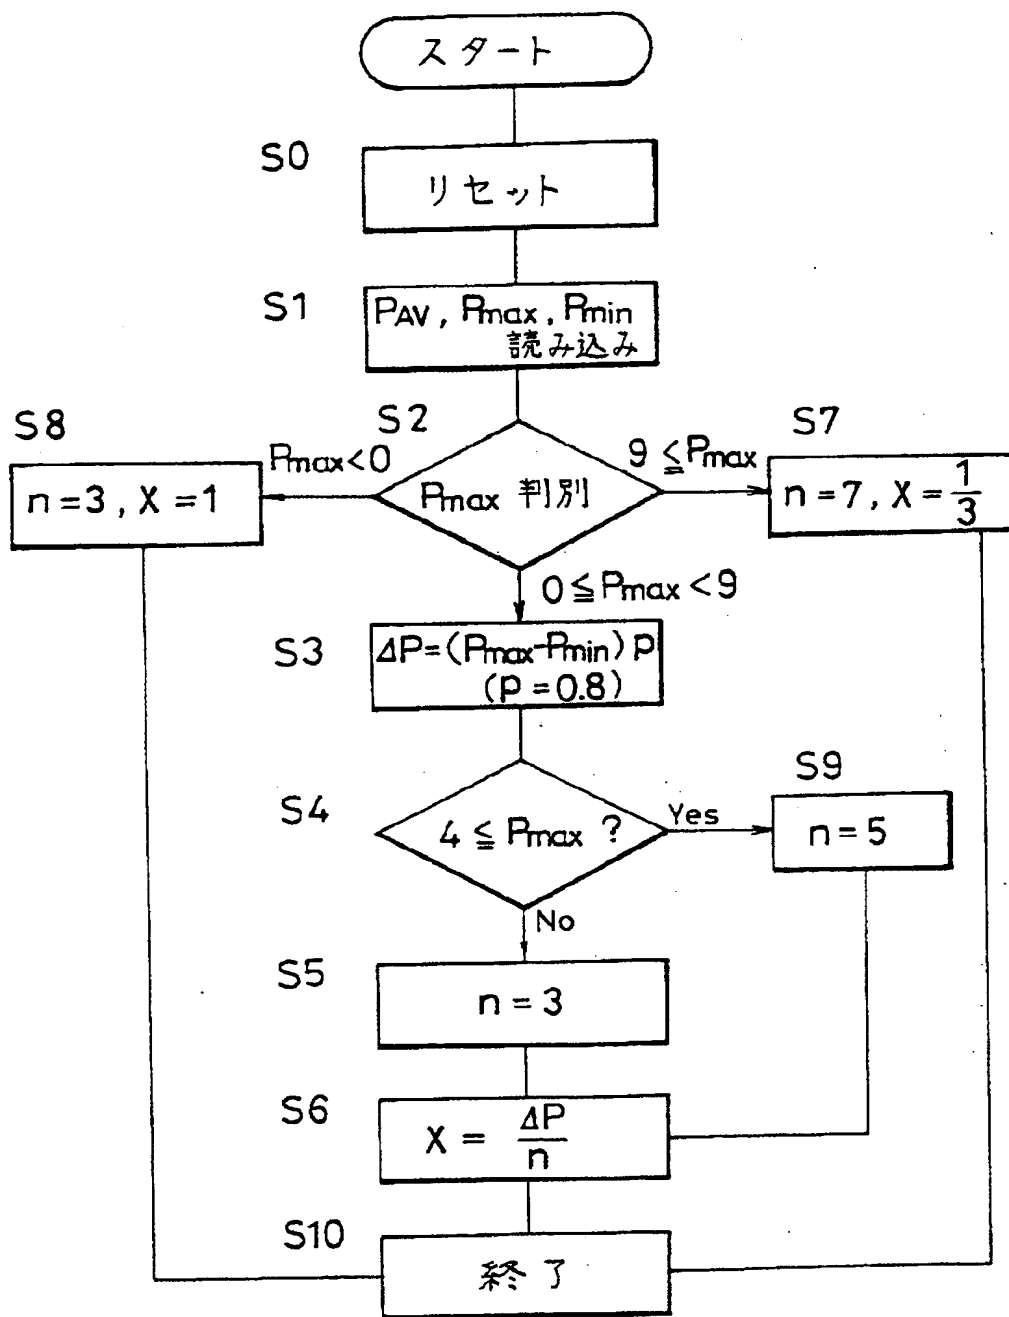 スタート
S0
リセット
S1
PAV, Pmax, Pmin
読み込み
S2
Pmax 判別
Pmax<0
9≦Pmax
S8
n=3, X=1
S7
n=7, X=1/3
0≦Pmax<9
S3
ΔP=(Pmax-Pmin)p
(p=0.8)
S4
4≦Pmax ?
Yes
S9
n=5
No
S5
n=3
S6
X = ΔP/n
S10
終了